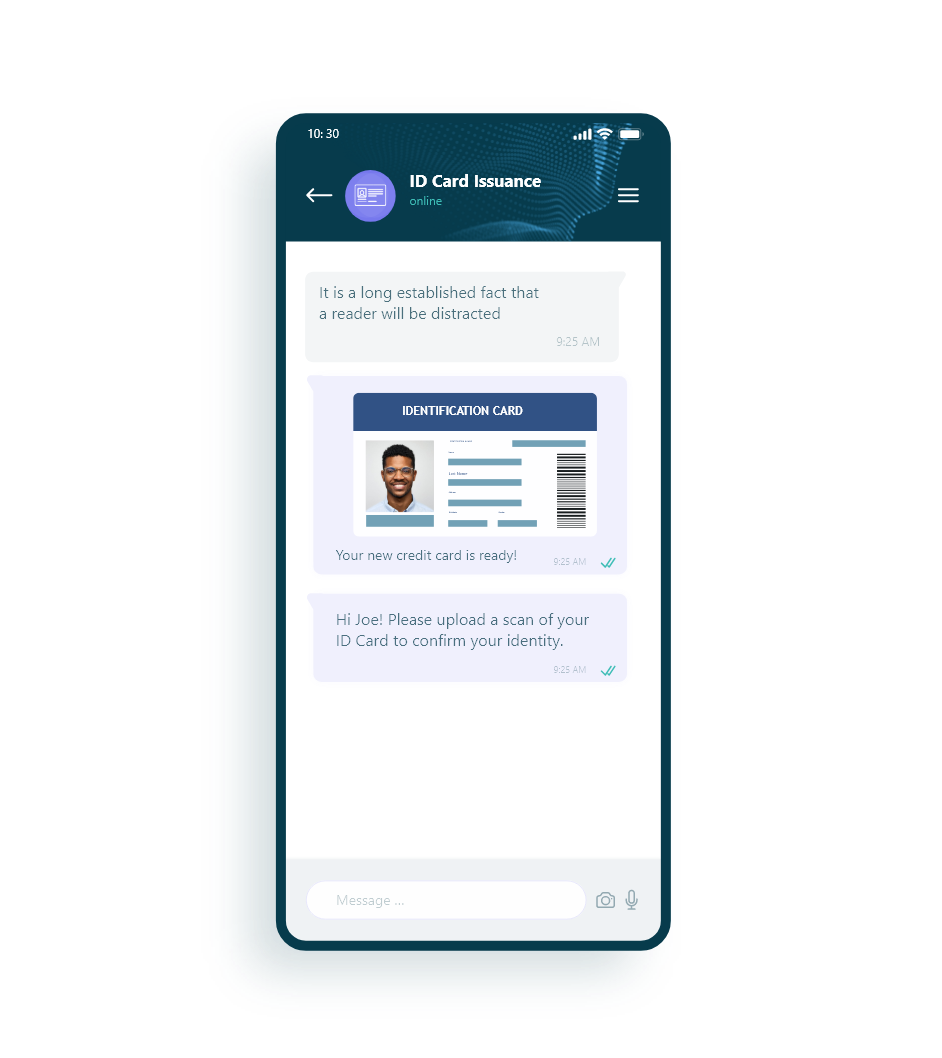 10: 30
ID Card Issuance
online
It is a long established fact that
a reader will be distracted
9:25 AM
IDENTIFICATION CARD
Last Name
Your new credit card is ready!
9:25 AM
Hi Joe! Please upload a scan of your
ID Card to confirm your identity.
9:25 AM
Message ...